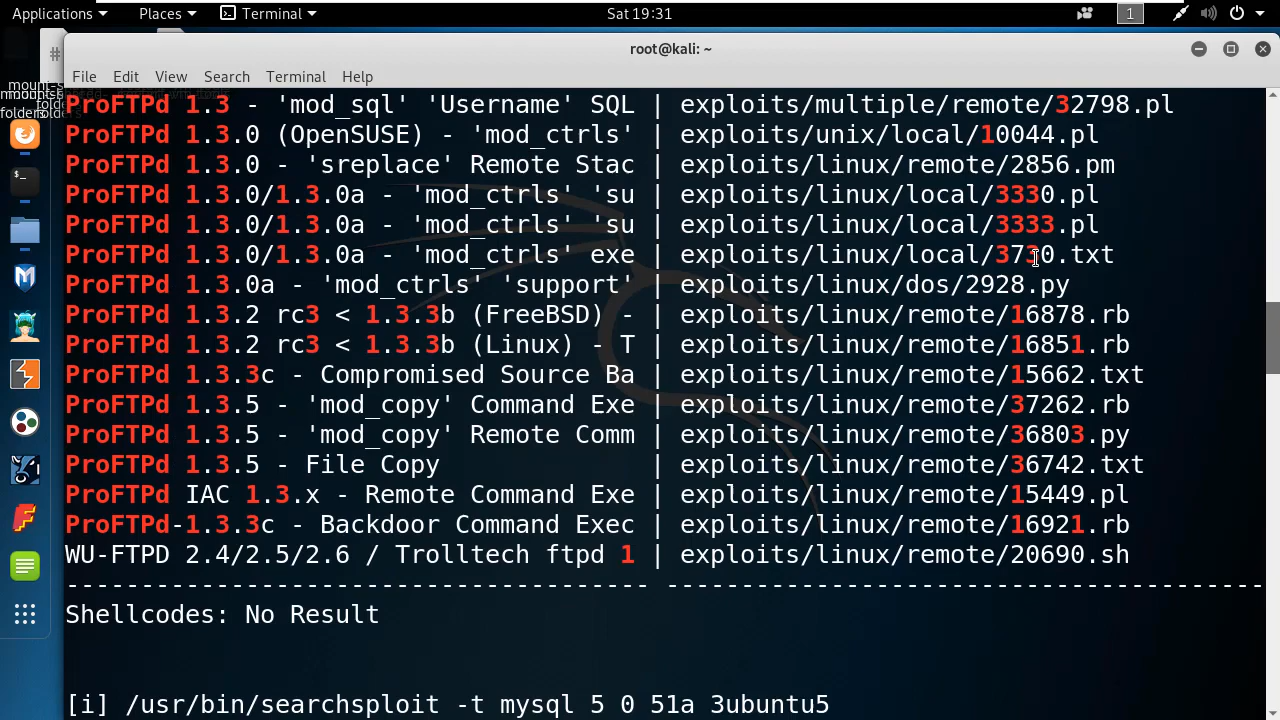 Applications Places Terminal Sat 19:31 1
root@kali: ~
File Edit View Search Terminal Help
ProFTPd 1.3 - 'mod_sql' 'Username' SQL | exploits/multiple/remote/32798.pl
ProFTPd 1.3.0 (OpenSUSE) - 'mod_ctrls' | exploits/unix/local/10044.pl
ProFTPd 1.3.0 - 'sreplace' Remote Stac | exploits/linux/remote/2856.pm
ProFTPd 1.3.0/1.3.0a - 'mod_ctrls' 'su | exploits/linux/local/3330.pl
ProFTPd 1.3.0/1.3.0a - 'mod_ctrls' 'su | exploits/linux/local/3333.pl
ProFTPd 1.3.0/1.3.0a - 'mod_ctrls' exe | exploits/linux/local/3730.txt
ProFTPd 1.3.0a - 'mod_ctrls' 'support' | exploits/linux/dos/2928.py
ProFTPd 1.3.2 rc3 < 1.3.3b (FreeBSD) - | exploits/linux/remote/16878.rb
ProFTPd 1.3.2 rc3 < 1.3.3b (Linux) - T | exploits/linux/remote/16851.rb
ProFTPd 1.3.3c - Compromised Source Ba | exploits/linux/remote/15662.txt
ProFTPd 1.3.5 - 'mod_copy' Command Exe | exploits/linux/remote/37262.rb
ProFTPd 1.3.5 - 'mod_copy' Remote Comm | exploits/linux/remote/36803.py
ProFTPd 1.3.5 - File Copy | exploits/linux/remote/36742.txt
ProFTPd IAC 1.3.x - Remote Command Exe | exploits/linux/remote/15449.pl
ProFTPd-1.3.3c - Backdoor Command Exec | exploits/linux/remote/16921.rb
WU-FTPD 2.4/2.5/2.6 / Trolltech ftpd 1 | exploits/linux/remote/20690.sh
--------------------------------------- ----------------------------------------
Shellcodes: No Result
[i] /usr/bin/searchsploit -t mysql 5 0 51a 3ubuntu5